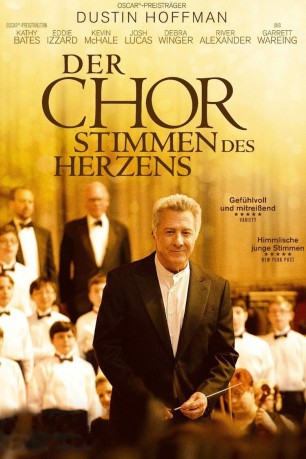 OSCAR®-PREISTRÄGER
DUSTIN HOFFMAN
OSCAR®-PREISTRÄGER
KATHY BATES
EDDIE IZZARD
KEVIN McHALE
JOSH LUCAS
DEBRA WINGER
RIVER ALEXANDER
UND GARRETT WAREING
DER
CHOR
STIMMEN DES
HERZENS
Gefühlvoll
und mitreißend
★★★★★
VARIETY
Himmlische
junge Stimmen
★★★★★
NEW YORK POST